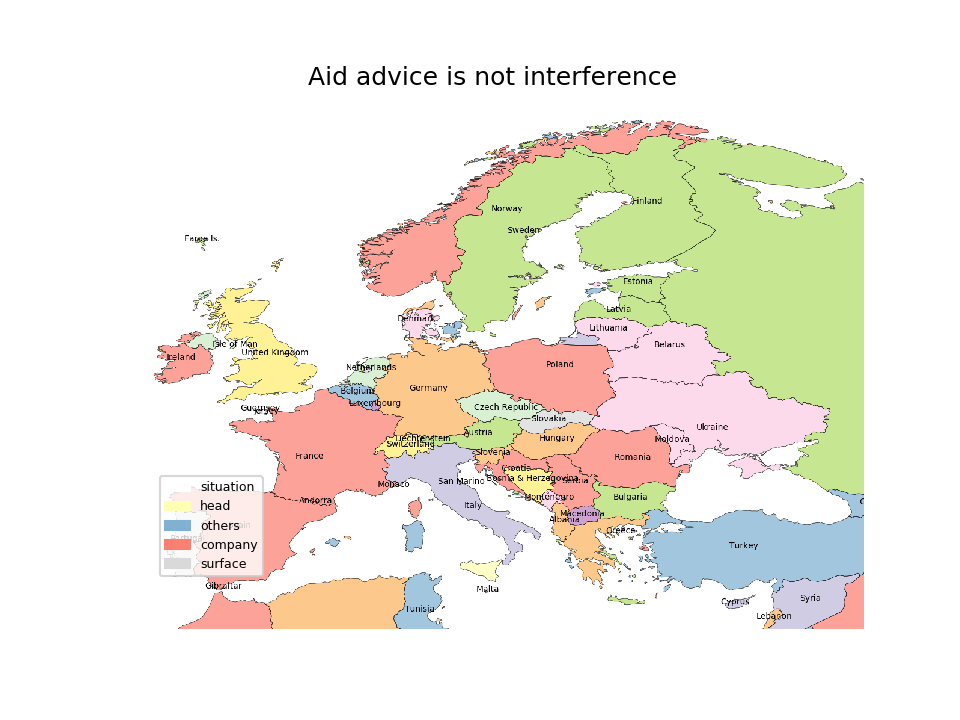 Aid advice is not interference
Norway
Finland
Sweden
Faroe Is.
Estonia
Latvia
Denmark
Lithuania
Isle of Man
Belarus
United Kingdom
Ireland
Netherlands
Poland
Germany
Belgium
Luxembourg
Czech Republic
Guernsey
Slovakia
Ukraine
Austria
Liechtenstein
Hungary
Moldova
Switzerland
Slovenia
France
Romania
Croatia
Bosnia & Herzegovina
San Marino
Monaco
Montenegro
Bulgaria
Andorra
Italy
Macedonia
Albania
Greece
Turkey
Gibraltar
Malta
Cyprus
Syria
Tunisia
Lebanon
situation
head
others
company
surface